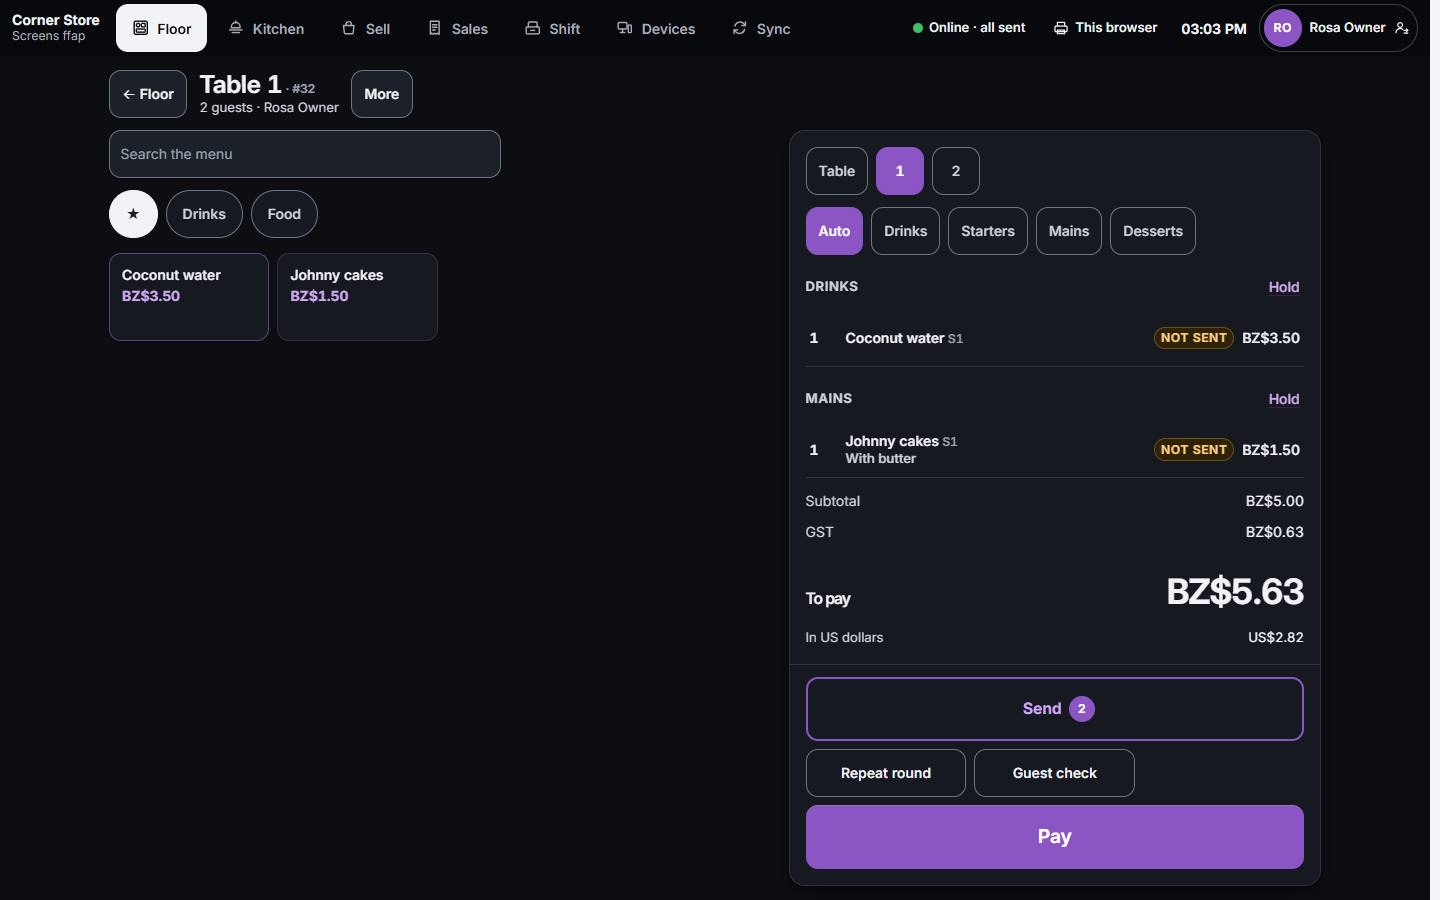 Corner Store
Screens ffap
Floor
Kitchen
Sell
Sales
Shift
Devices
Sync
Online · all sent
This browser
03:03 PM
RO
Rosa Owner
← Floor
Table 1 · #32
2 guests · Rosa Owner
More
Search the menu
★
Drinks
Food
Coconut water
BZ$3.50
Johnny cakes
BZ$1.50
Table
1
2
Auto
Drinks
Starters
Mains
Desserts
DRINKS
Hold
1 Coconut water S1 NOT SENT BZ$3.50
MAINS
Hold
1 Johnny cakes S1 NOT SENT BZ$1.50
With butter
Subtotal BZ$5.00
GST BZ$0.63
To pay BZ$5.63
In US dollars US$2.82
Send 2
Repeat round
Guest check
Pay